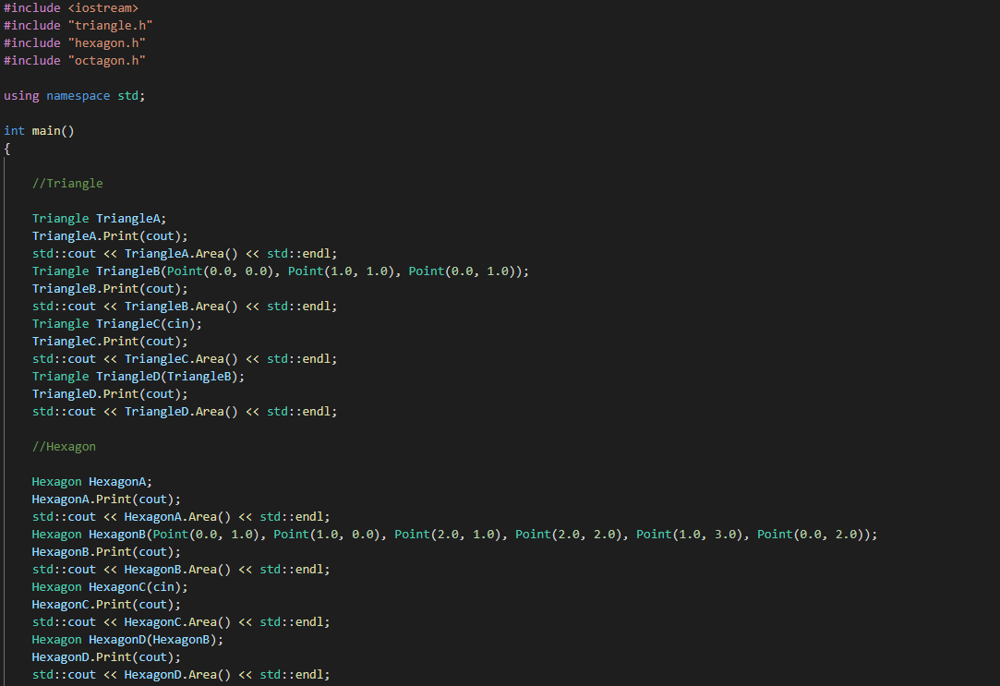 #include <iostream>
#include "triangle.h"
#include "hexagon.h"
#include "octagon.h"
using namespace std;
int main()
{
//Triangle
Triangle TriangleA;
TriangleA.Print(cout);
std::cout << TriangleA.Area() << std::endl;
Triangle TriangleB(Point(0.0, 0.0), Point(1.0, 1.0), Point(0.0, 1.0));
TriangleB.Print(cout);
std::cout << TriangleB.Area() << std::endl;
Triangle TriangleC(cin);
TriangleC.Print(cout);
std::cout << TriangleC.Area() << std::endl;
Triangle TriangleD(TriangleB);
TriangleD.Print(cout);
std::cout << TriangleD.Area() << std::endl;
//Hexagon
Hexagon HexagonA;
HexagonA.Print(cout);
std::cout << HexagonA.Area() << std::endl;
Hexagon HexagonB(Point(0.0, 1.0), Point(1.0, 0.0), Point(2.0, 1.0), Point(2.0, 2.0), Point(1.0, 3.0), Point(0.0, 2.0));
HexagonB.Print(cout);
std::cout << HexagonB.Area() << std::endl;
Hexagon HexagonC(cin);
HexagonC.Print(cout);
std::cout << HexagonC.Area() << std::endl;
Hexagon HexagonD(HexagonB);
HexagonD.Print(cout);
std::cout << HexagonD.Area() << std::endl;